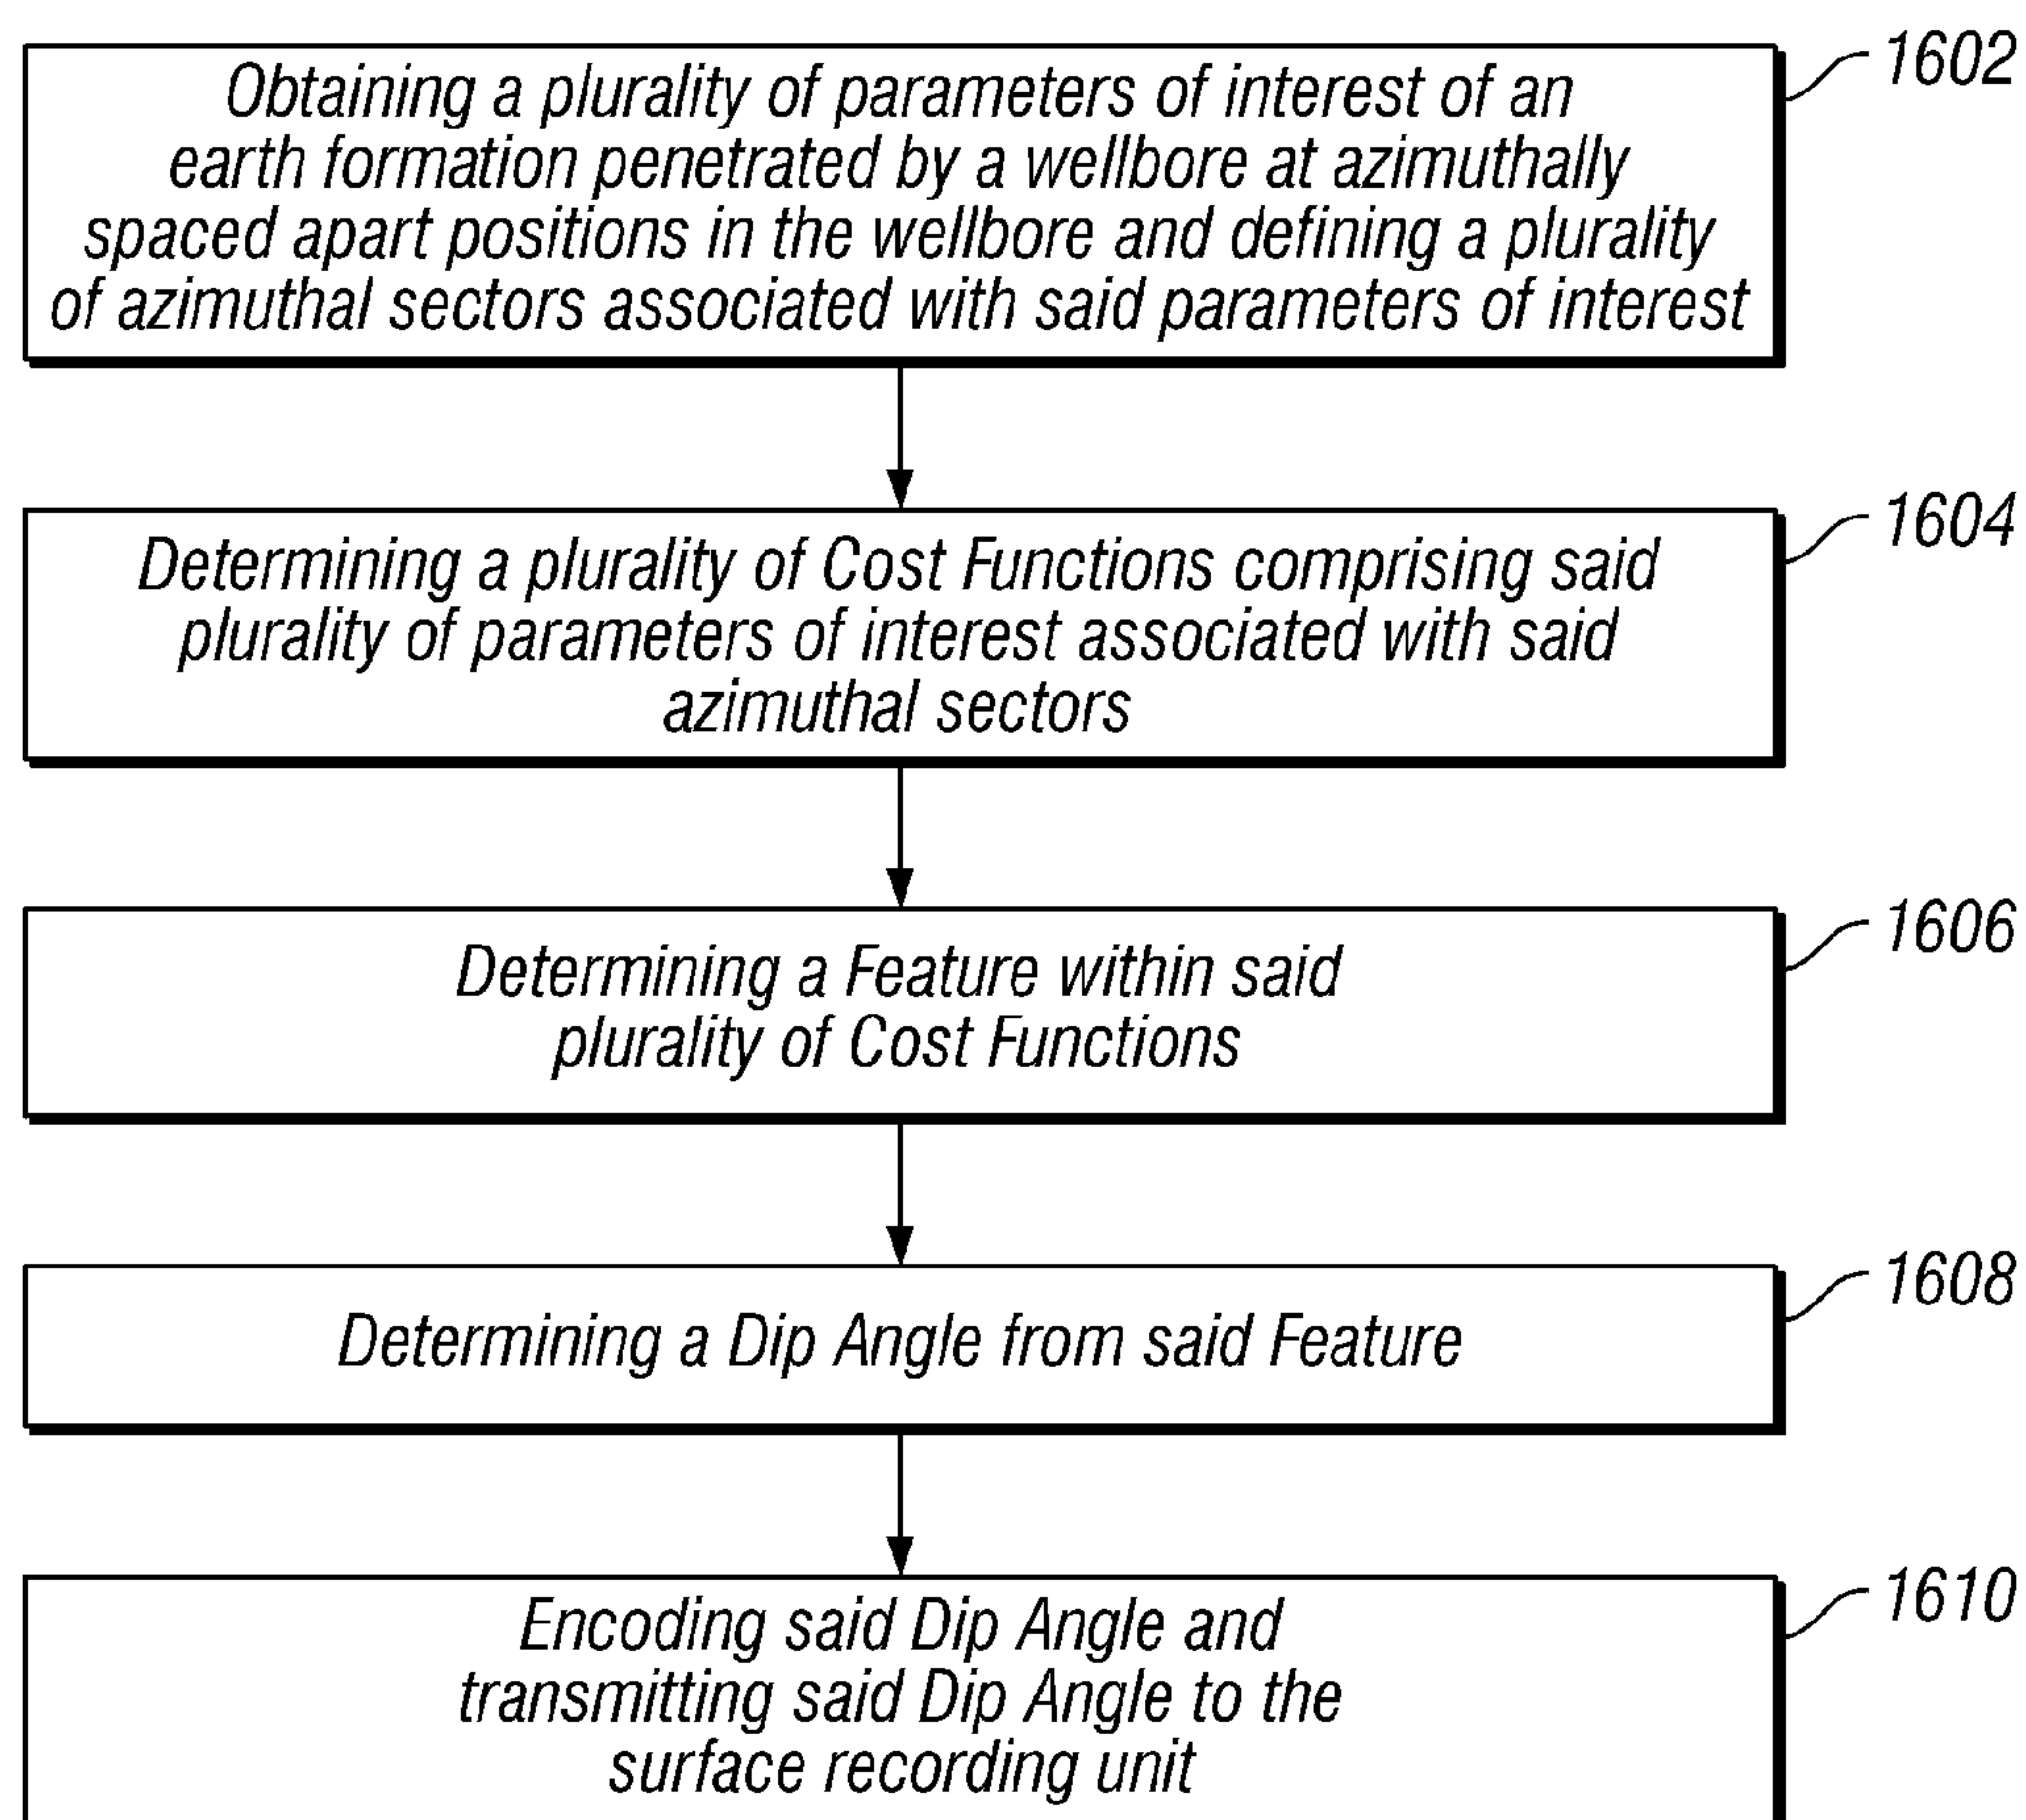 Obtaining a plurality of parameters of interest of an
earth formation penetrated by a wellbore at azimuthally
spaced apart positions in the wellbore and defining a plurality
of azimuthal sectors associated with said parameters of interest
1602
Determining a plurality of Cost Functions comprising said
plurality of parameters of interest associated with said
azimuthal sectors
1604
Determining a Feature within said
plurality of Cost Functions
1606
Determining a Dip Angle from said Feature
1608
Encoding said Dip Angle and
transmitting said Dip Angle to the
surface recording unit
1610